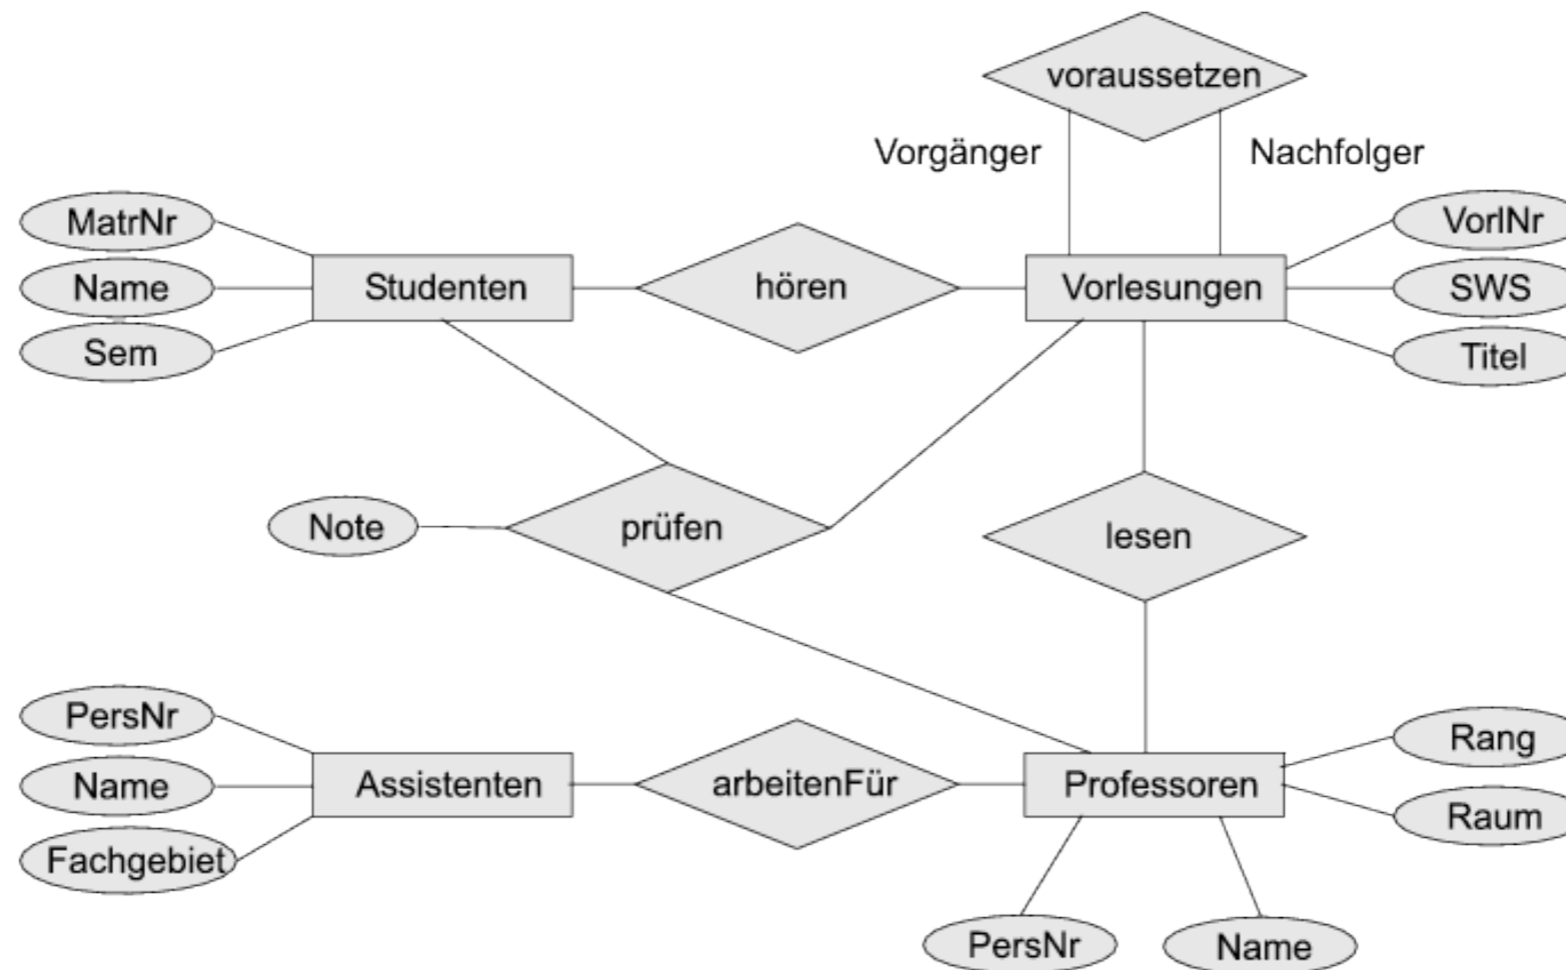 voraussetzen
Vorgänger
Nachfolger
MatrNr
Name
Sem
Studenten
hören
Vorlesungen
VorlNr
SWS
Titel
Note
prüfen
lesen
PersNr
Name
Fachgebiet
Assistenten
arbeitenFür
Professoren
Rang
Raum
PersNr
Name